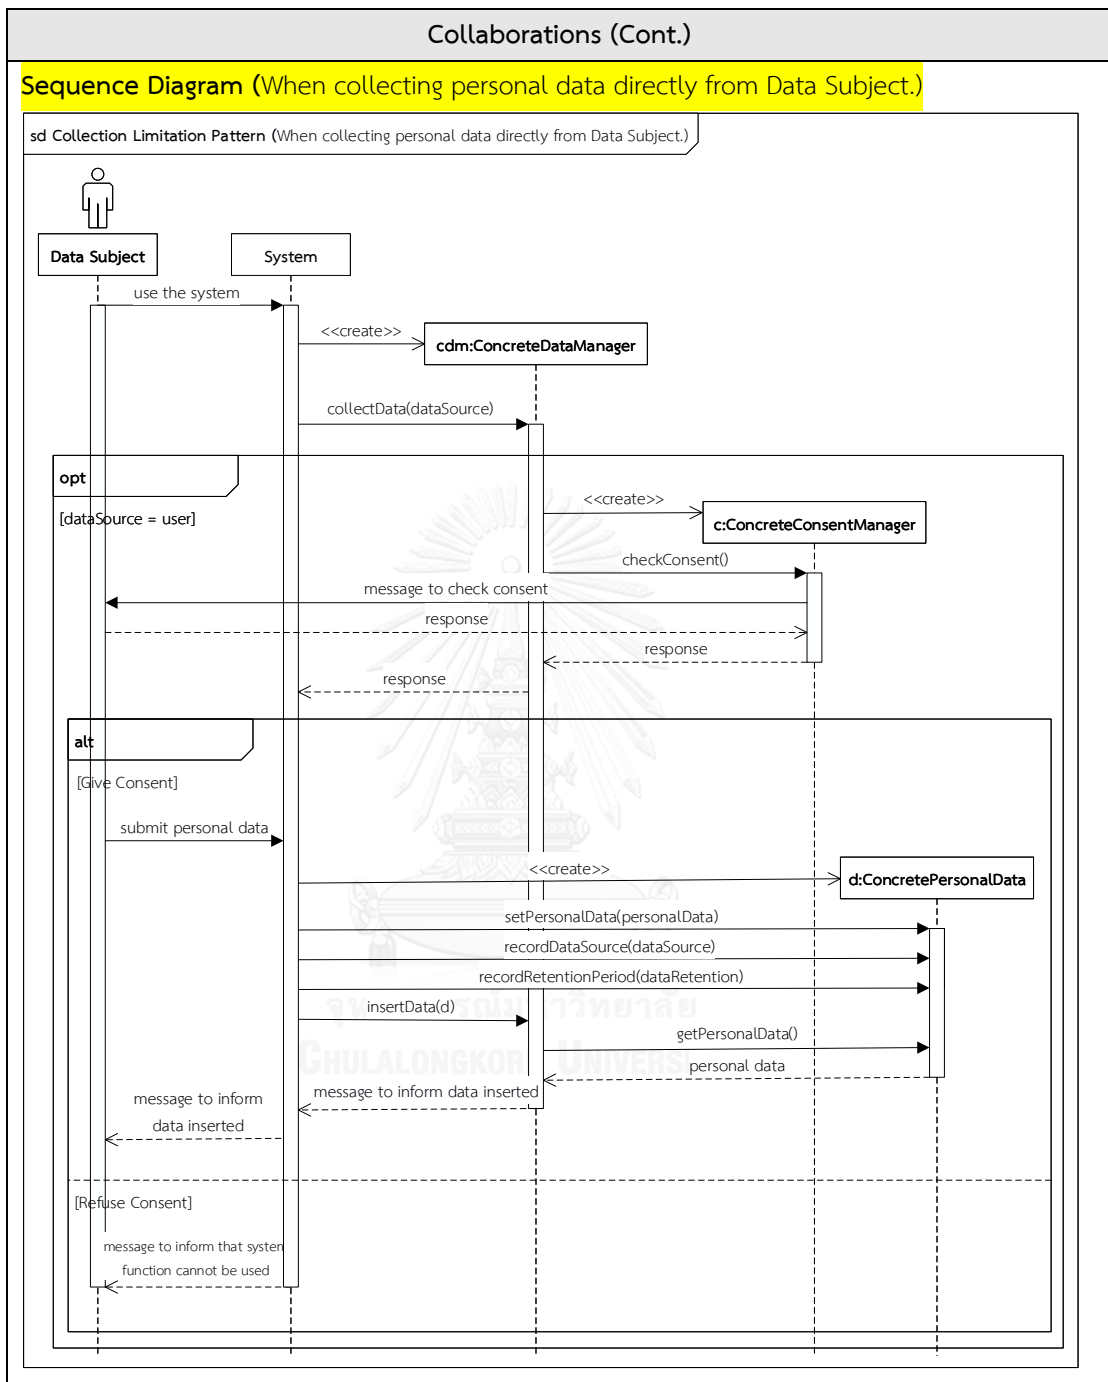 Collaborations (Cont.)
Sequence Diagram (When collecting personal data directly from Data Subject.)
sd Collection Limitation Pattern (When collecting personal data directly from Data Subject.)
Data Subject
System
use the system
<<create>>
cdm:ConcreteDataManager
collectData(dataSource)
opt
[dataSource = user]
<<create>>
c:ConcreteConsentManager
checkConsent()
message to check consent
response
response
response
alt
[Give Consent]
submit personal data
<<create>>
d:ConcretePersonalData
setPersonalData(personalData)
recordDataSource(dataSource)
recordRetentionPeriod(dataRetention)
insertData(d)
getPersonalData()
personal data
message to inform data inserted
message to inform
data inserted
[Refuse Consent]
message to inform that system
function cannot be used